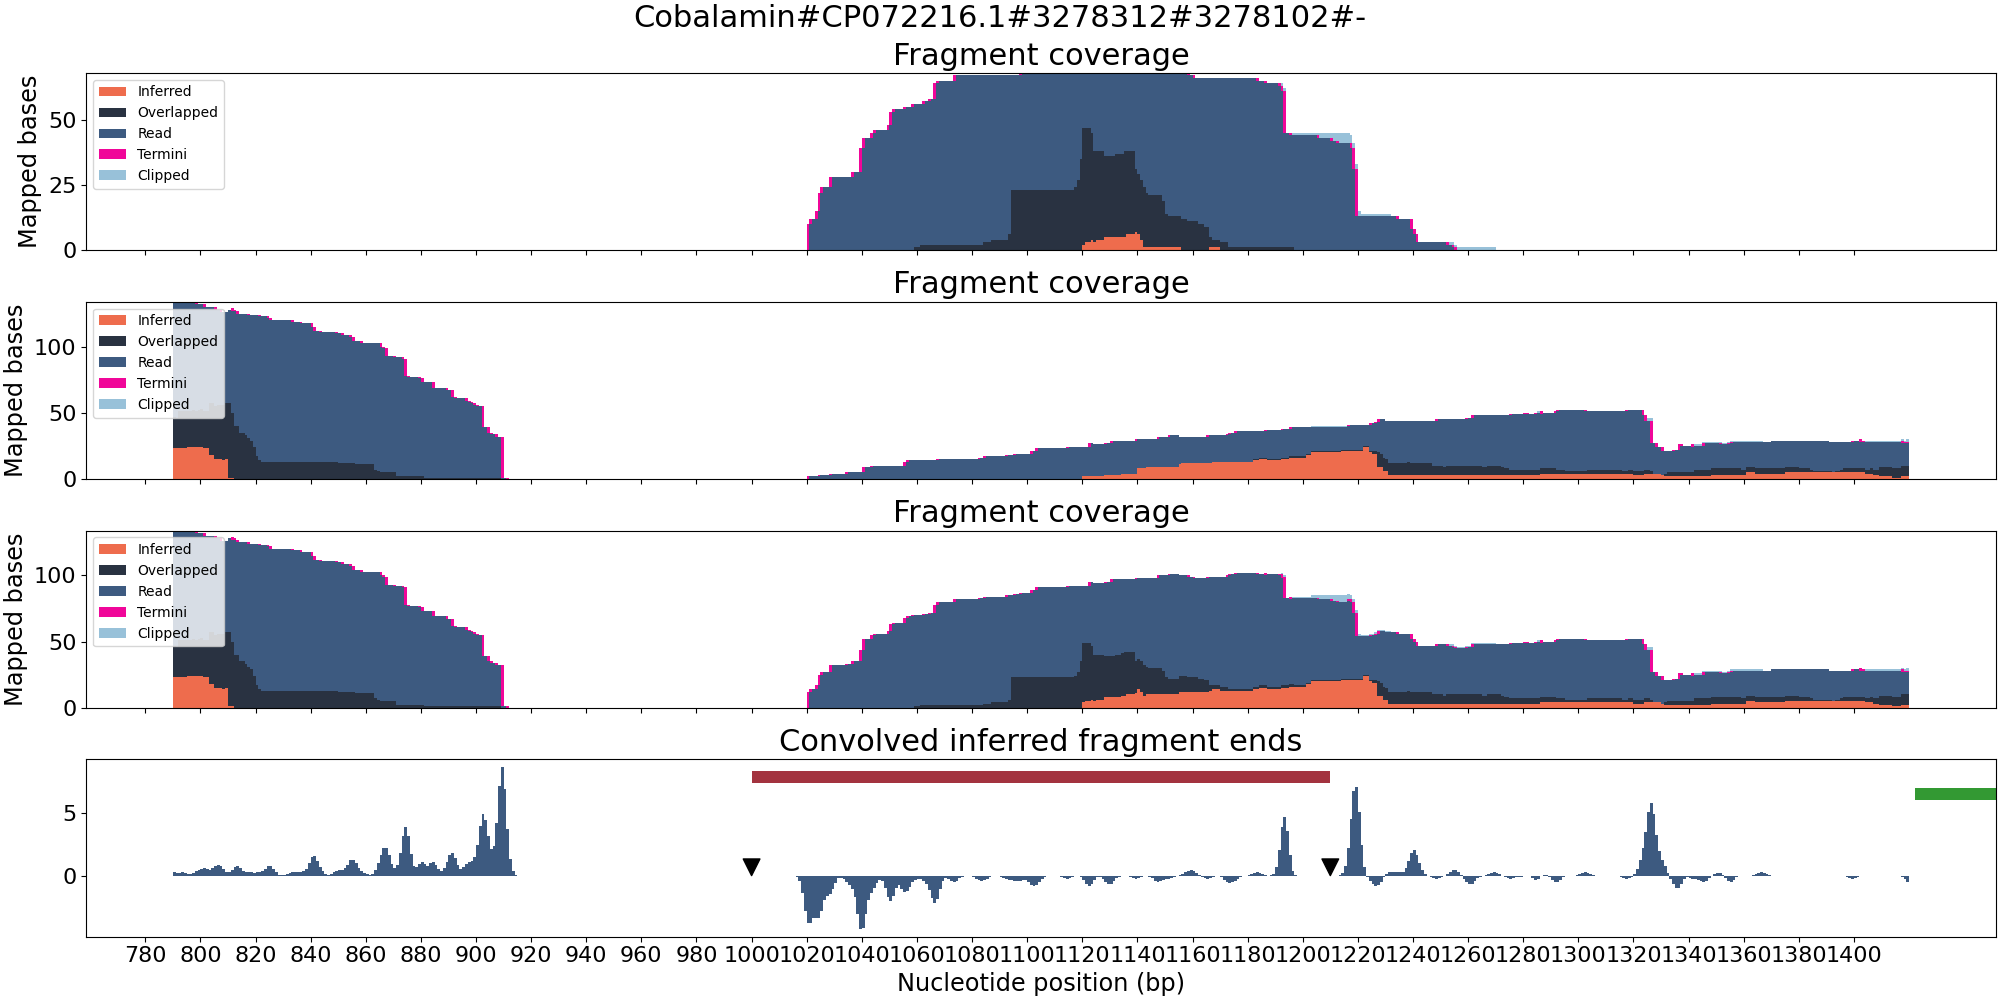 Cobalamin#CP072216.1#3278312#3278102#-
Fragment coverage
Mapped bases
50
25
0
Inferred
Overlapped
Read
Termini
Clipped
Fragment coverage
Mapped bases
100
50
0
Inferred
Overlapped
Read
Termini
Clipped
Fragment coverage
Mapped bases
100
50
0
Inferred
Overlapped
Read
Termini
Clipped
Convolved inferred fragment ends
5
0
780 800 820 840 860 880 900 920 940 960 980 1000 1020 1040 1060 1080 1100 1120 1140 1160 1180 1200 1220 1240 1260 1280 1300 1320 1340 1360 1380 1400
Nucleotide position (bp)